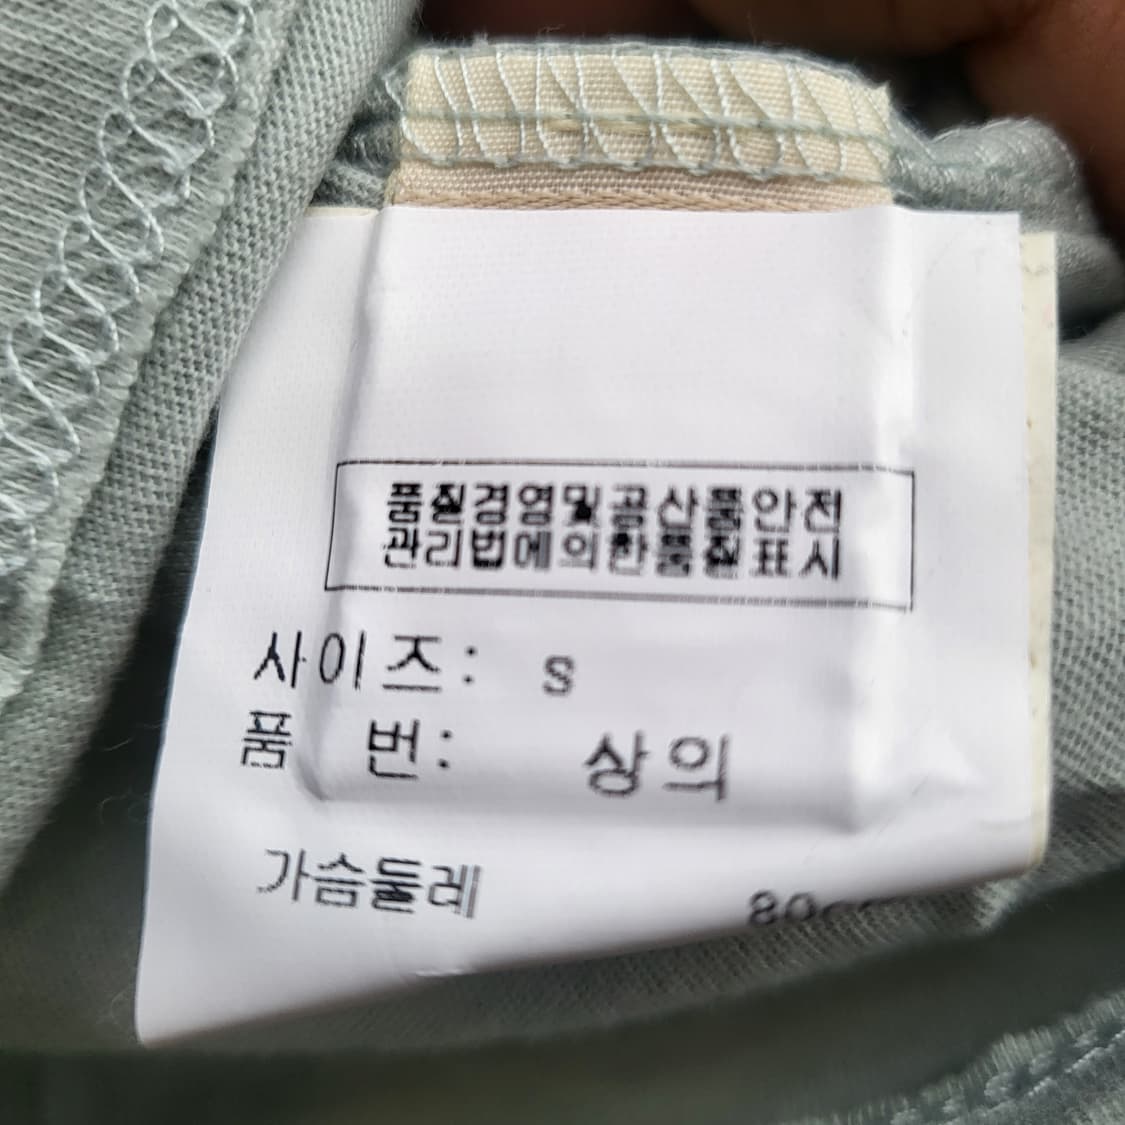 품질경영및공산품안전
관리법에의한품질표시
사이즈: S
품 번: 상의
가슴둘레